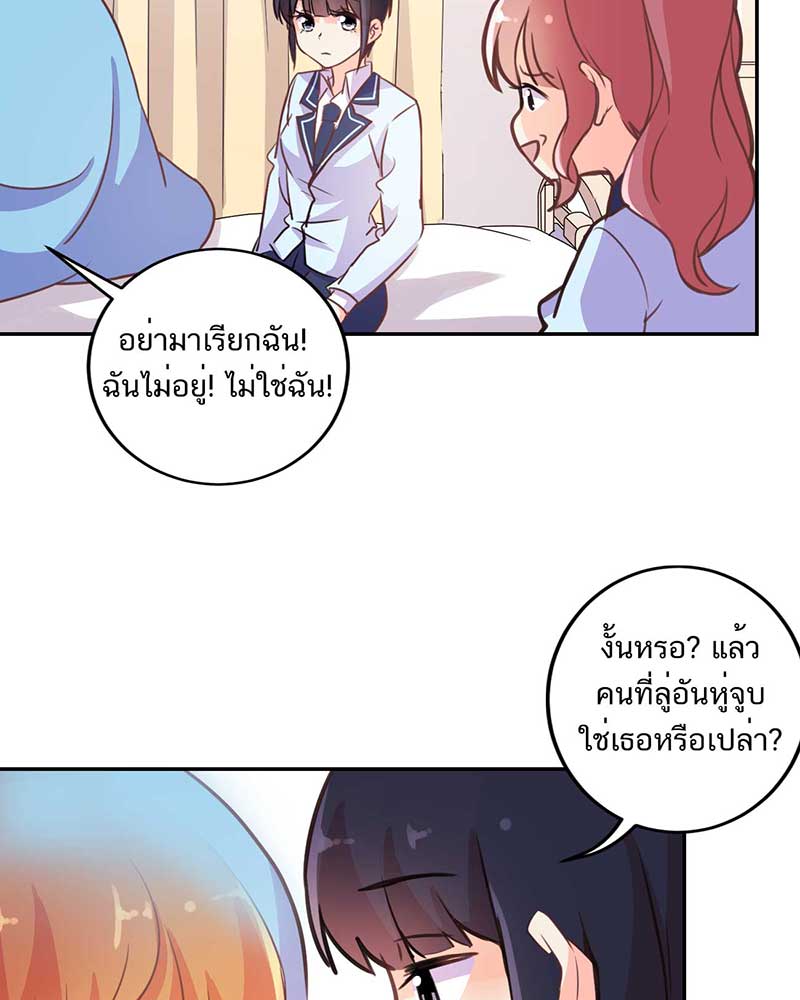 อย่ามาเรียกฉัน!
ฉันไม่อยู่! ไม่ใช่ฉัน!
งั้นหรอ? แล้ว
คนที่ลู่อันหู่จูบ
ใช่เธอหรือเปล่า?